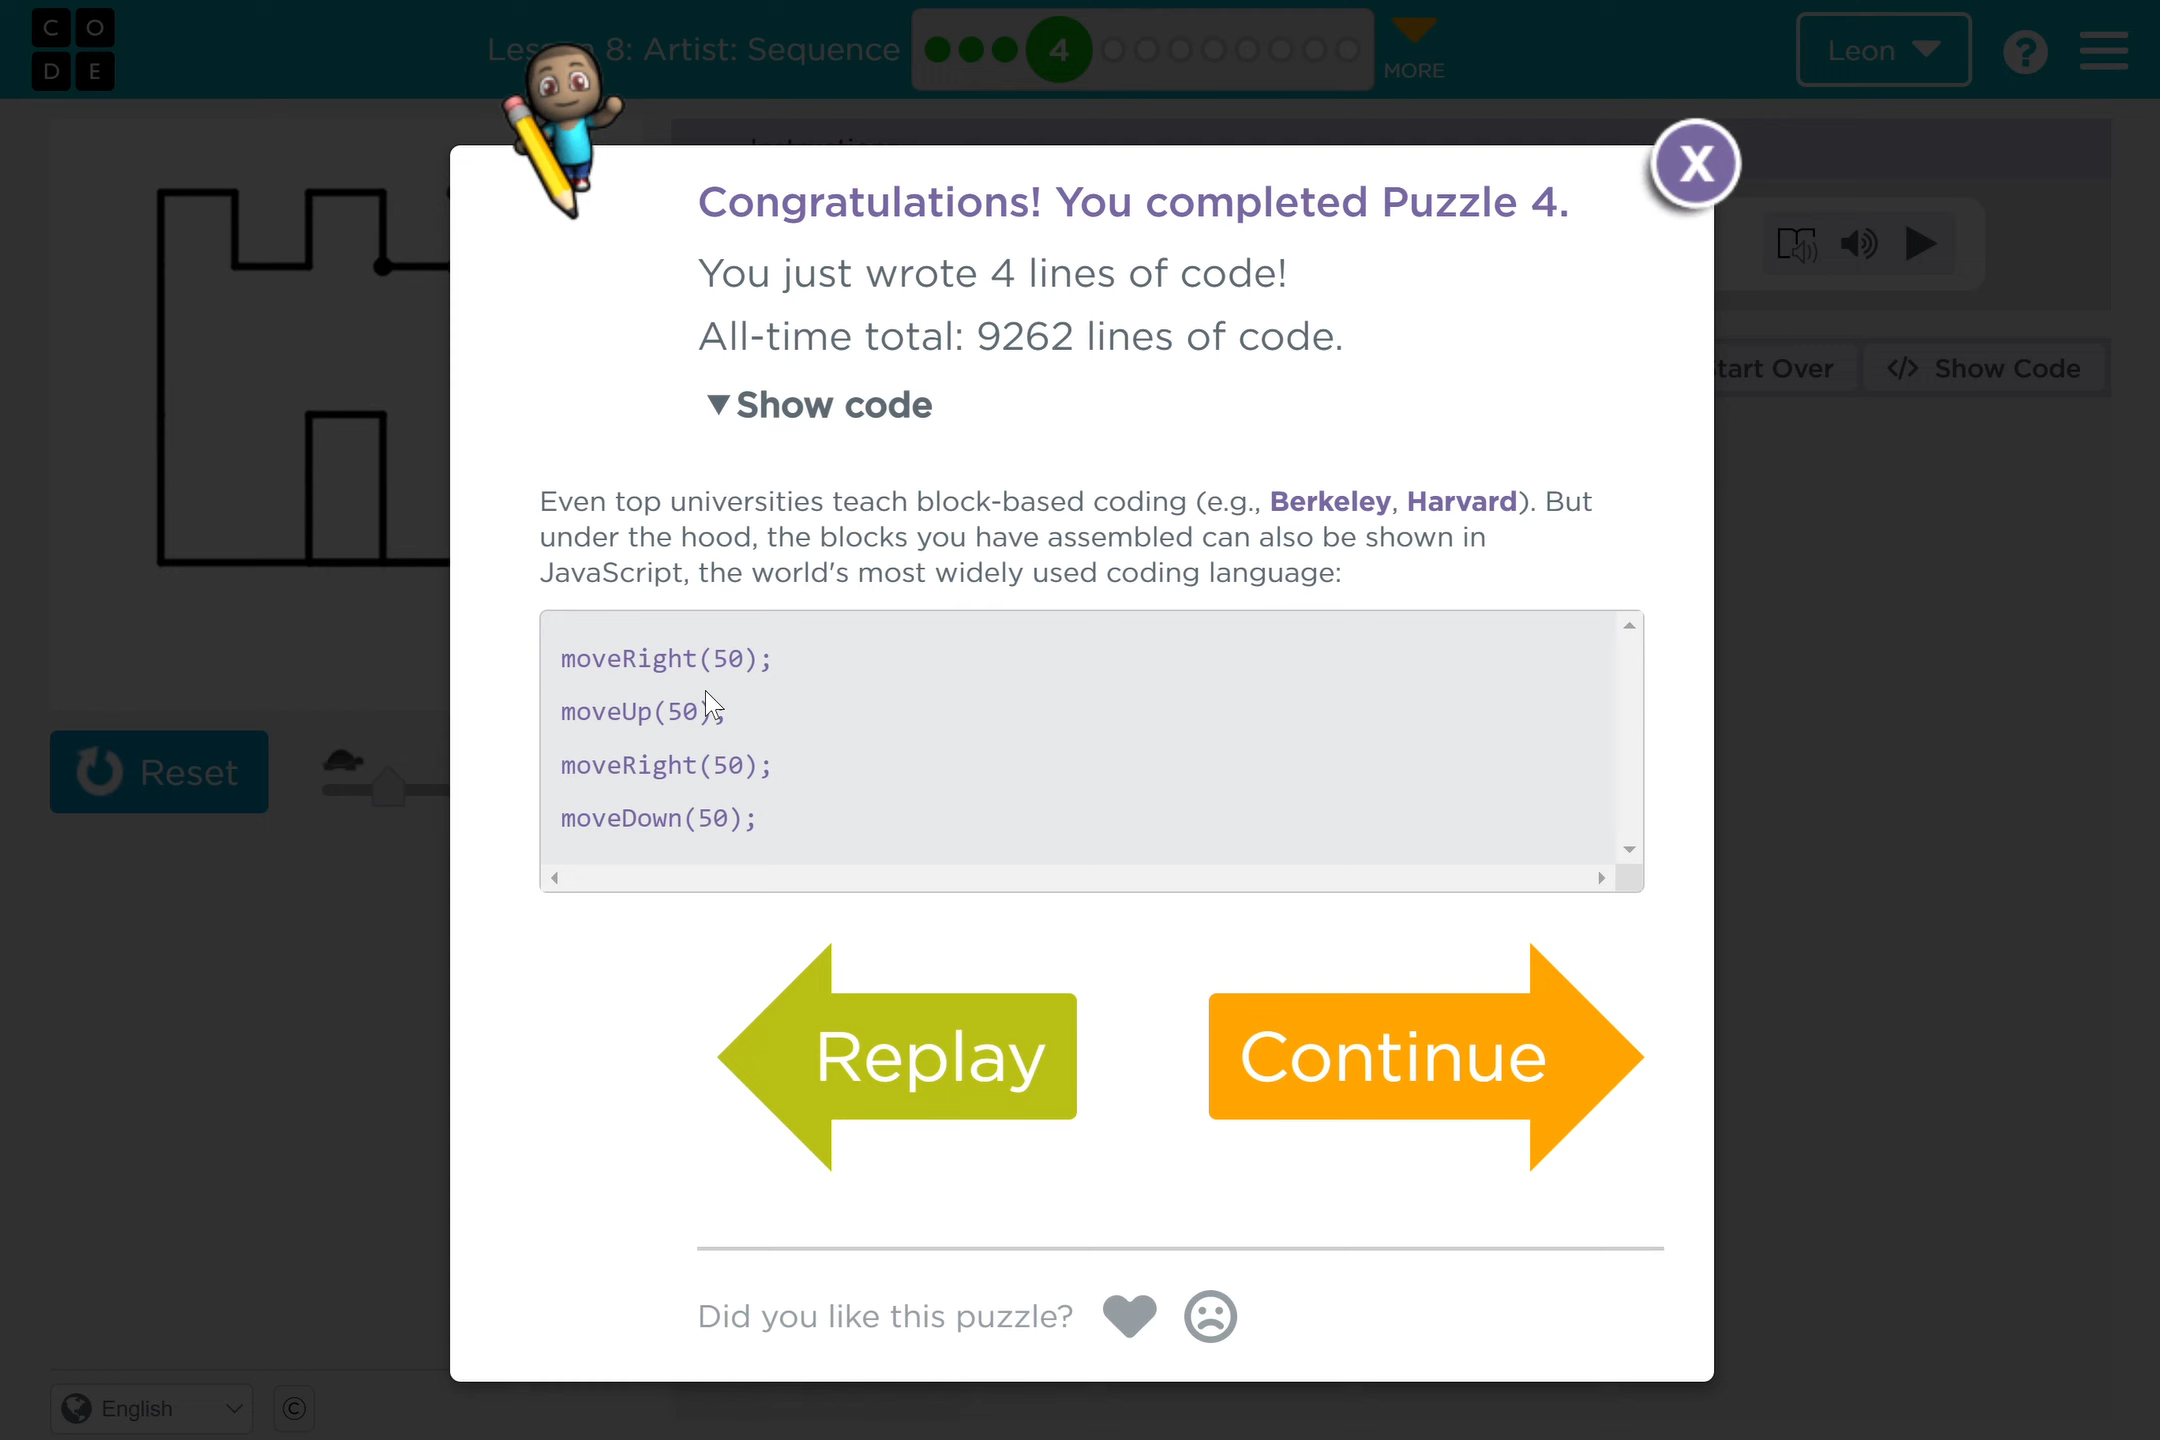 C O
D E
Lesson 8: Artist: Sequence
4
MORE
Leon
?
X
Congratulations! You completed Puzzle 4.
You just wrote 4 lines of code!
All-time total: 9262 lines of code.
Show code
Start Over
</> Show Code
Even top universities teach block-based coding (e.g., Berkeley, Harvard). But
under the hood, the blocks you have assembled can also be shown in
JavaScript, the world's most widely used coding language:
moveRight(50);
moveUp(50);
moveRight(50);
moveDown(50);
Reset
Replay
Continue
Did you like this puzzle?
English
©